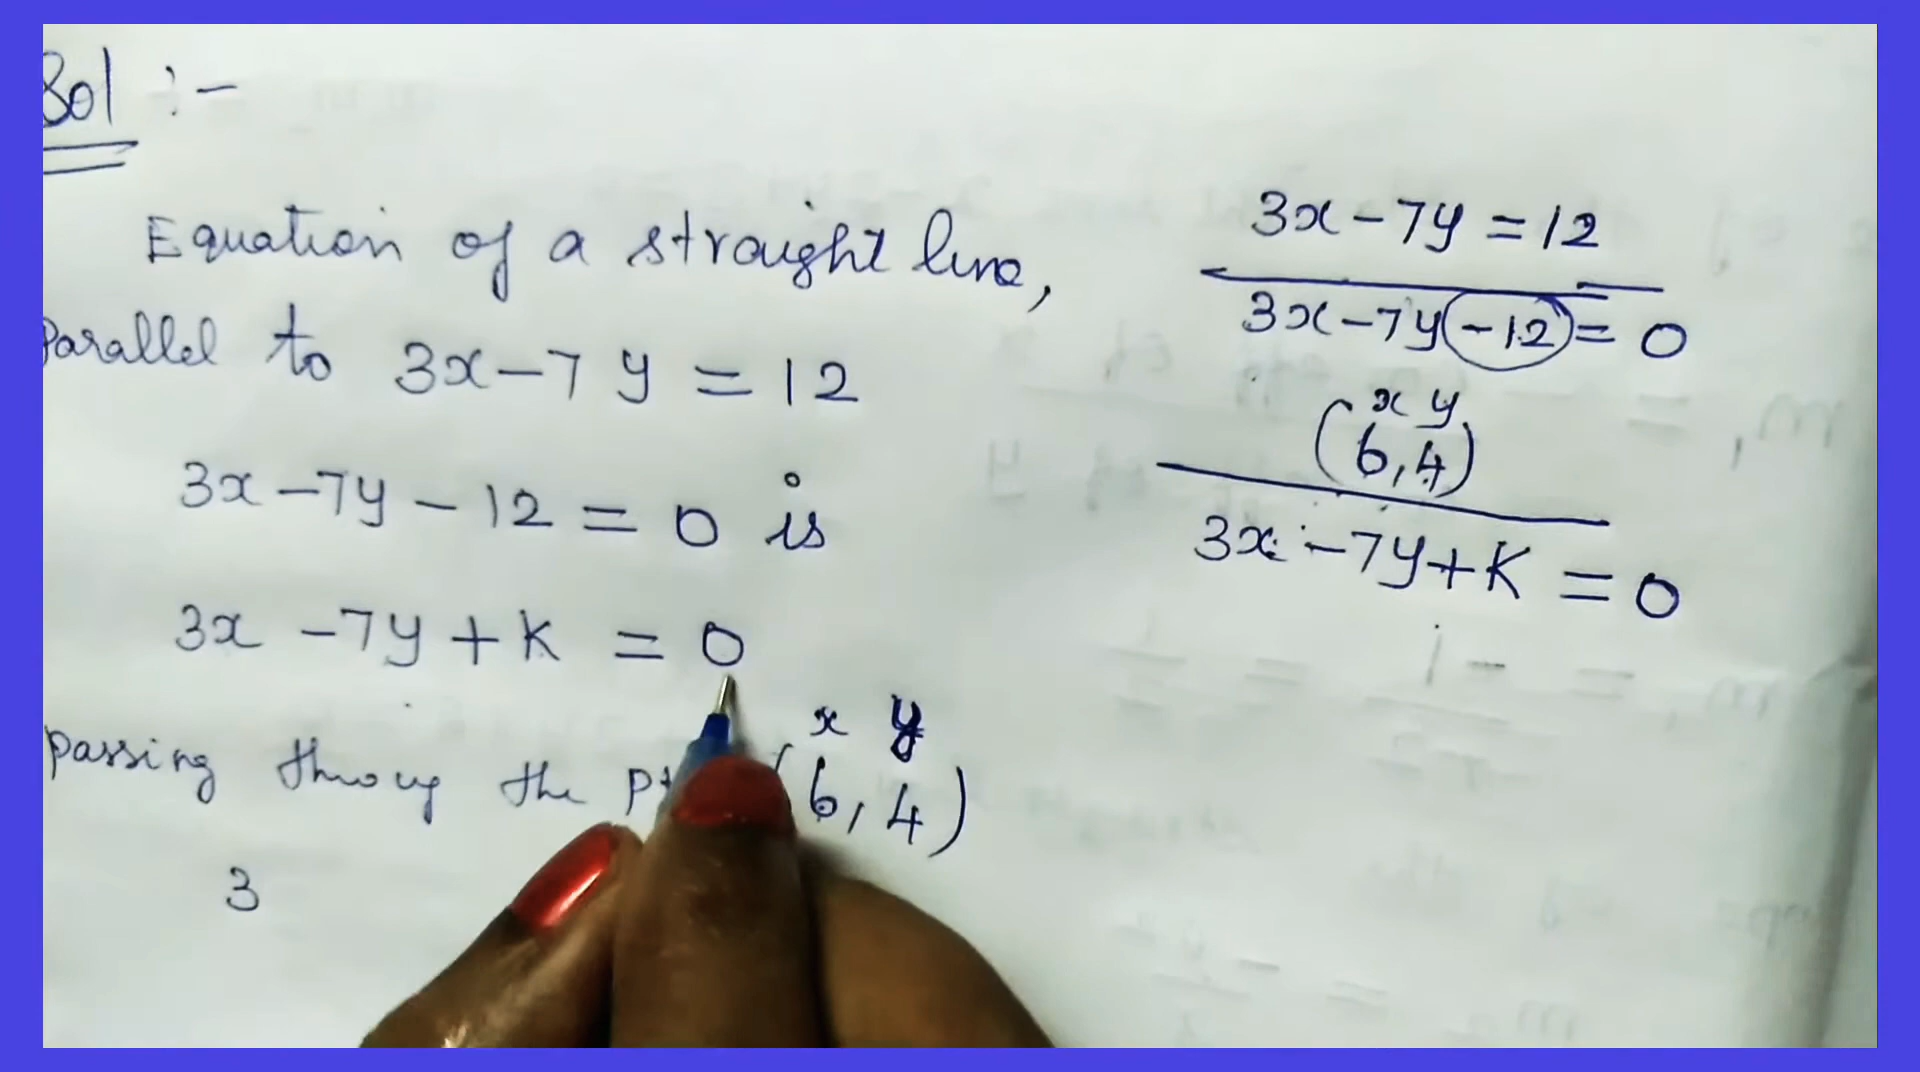 Sol :-
Equation of a straight line,
Parallel to 3x-7y = 12
3x-7y-12 = 0 is
3x -7y+K = 0
passing throug the pt
x y
(6,4)
3
3x-7y=12
3x-7y-12=0
x y
(6,4)
3x-7y+K=0